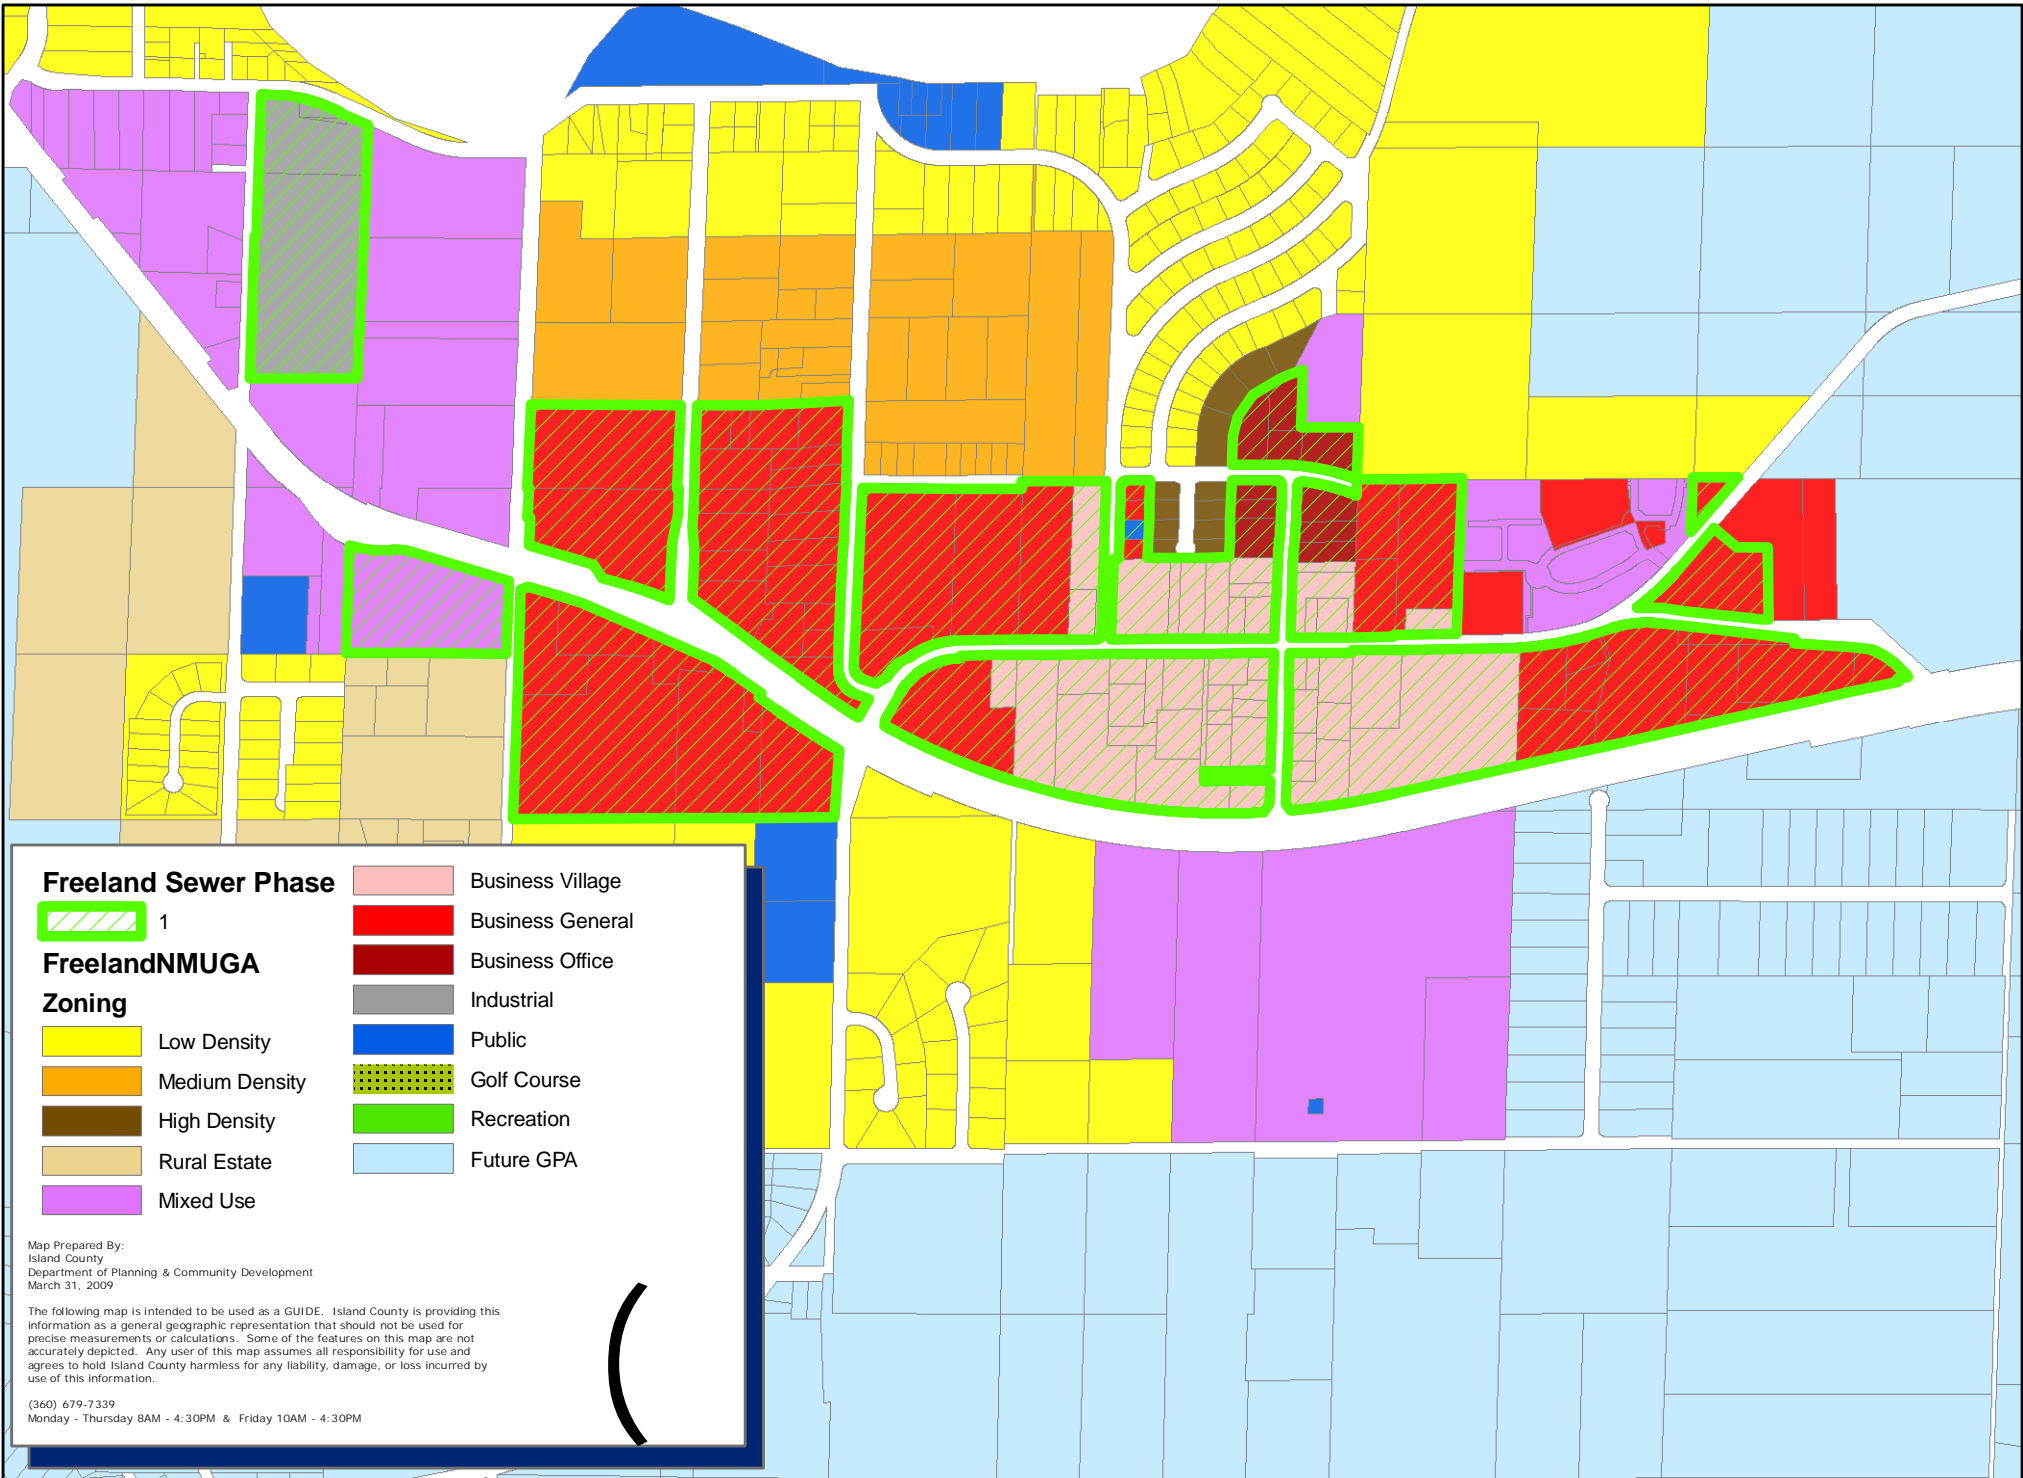 Freeland Sewer Phase
1
FreelandNMUGA
Zoning
Low Density
Medium Density
High Density
Rural Estate
Mixed Use
Business Village
Business General
Business Office
Industrial
Public
Golf Course
Recreation
Future GPA
Map Prepared By:
Island County
Department of Planning & Community Development
March 31, 2009
The following map is intended to be used as a GUIDE. Island County is providing this
information as a general geographic representation that should not be used for
precise measurements or calculations. Some of the features on this map are not
accurately depicted. Any user of this map assumes all responsibility for use and
agrees to hold Island County harmless for any liability, damage, or loss incurred by
use of this information.
(360) 679-7339
Monday - Thursday 8AM - 4:30PM & Friday 10AM - 4:30PM
(